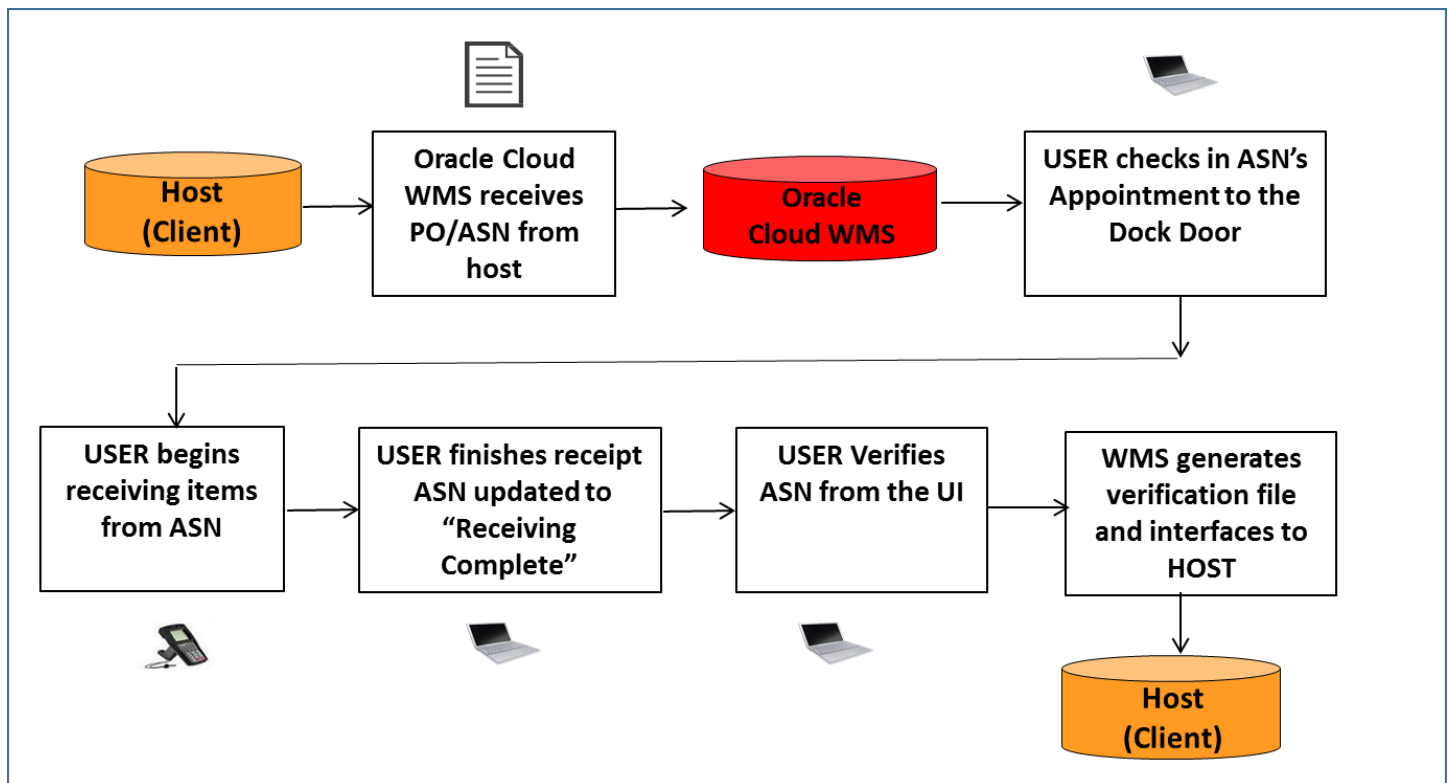 Host
(Client)
Oracle Cloud
WMS receives
PO/ASN from
host
Oracle
Cloud WMS
USER checks in ASN's
Appointment to the
Dock Door
USER begins
receiving items
from ASN
USER finishes receipt
ASN updated to
“Receiving
Complete”
USER Verifies
ASN from the UI
WMS generates
verification file
and interfaces to
HOST
Host
(Client)